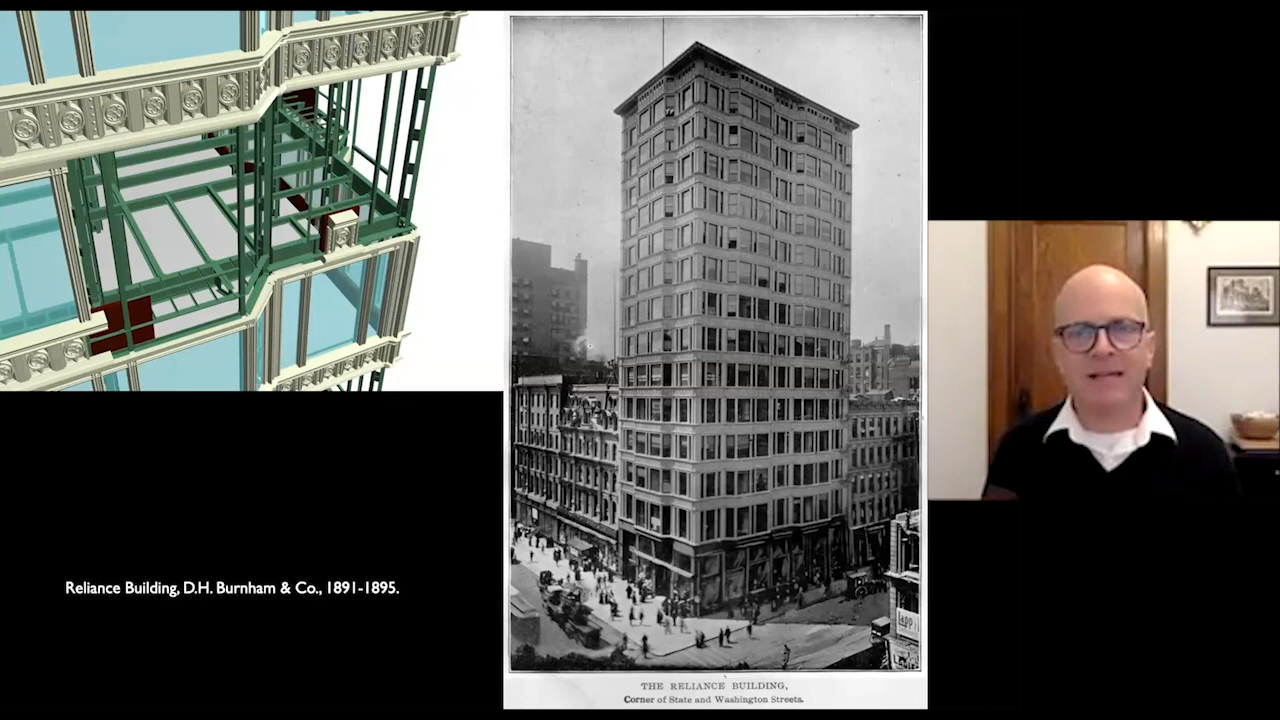 Reliance Building, D.H. Burnham & Co., 1891-1895.
THE RELIANCE BUILDING,
Corner of State and Washington Streets.